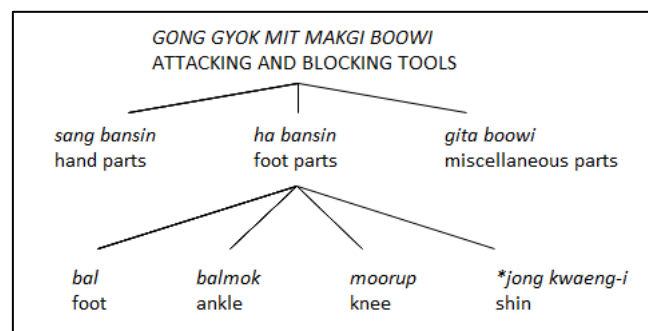 GONG GYOK MIT MAKGI BOOWI
ATTACKING AND BLOCKING TOOLS
sang bansin
hand parts
ha bansin
foot parts
gita boowi
miscellaneous parts
bal
foot
balmok
ankle
moorup
knee
*jong kwaeng-i
shin